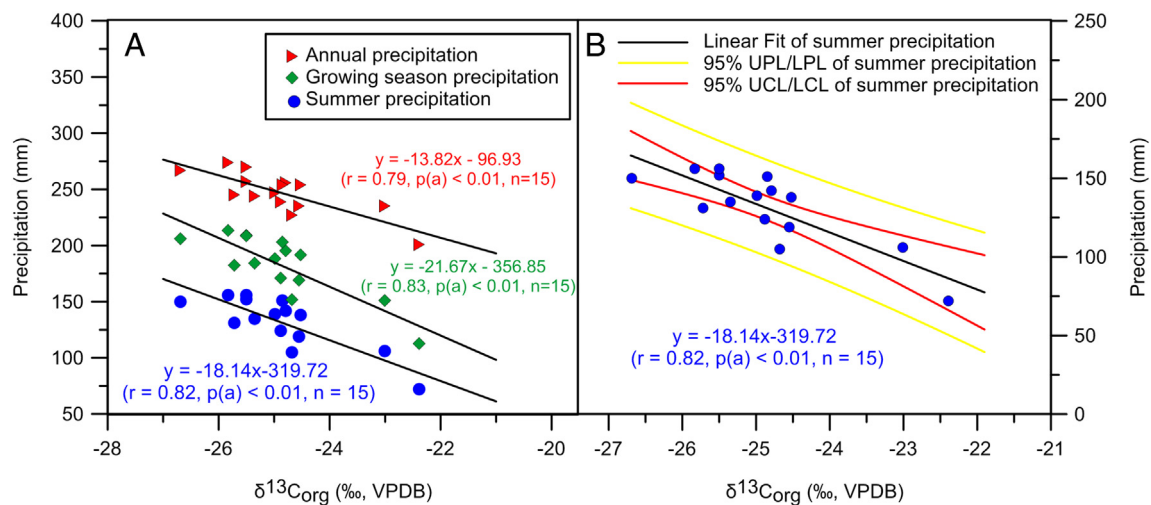 A
Annual precipitation
Growing season precipitation
Summer precipitation
y = -13.82x - 96.93
(r = 0.79, p(a) < 0.01, n=15)
y = -21.67x - 356.85
(r = 0.83, p(a) < 0.01, n=15)
y = -18.14x-319.72
(r = 0.82, p(a) < 0.01, n = 15)
400
350
300
250
200
150
100
50
Precipitation (mm)
-28
-26
-24
-22
-20
δ13Corg (‰, VPDB)
B
Linear Fit of summer precipitation
95% UPL/LPL of summer precipitation
95% UCL/LCL of summer precipitation
y = -18.14x-319.72
(r = 0.82, p(a) < 0.01, n = 15)
250
200
150
100
50
0
Precipitation (mm)
-27
-26
-25
-24
-23
-22
-21
δ13Corg (‰, VPDB)